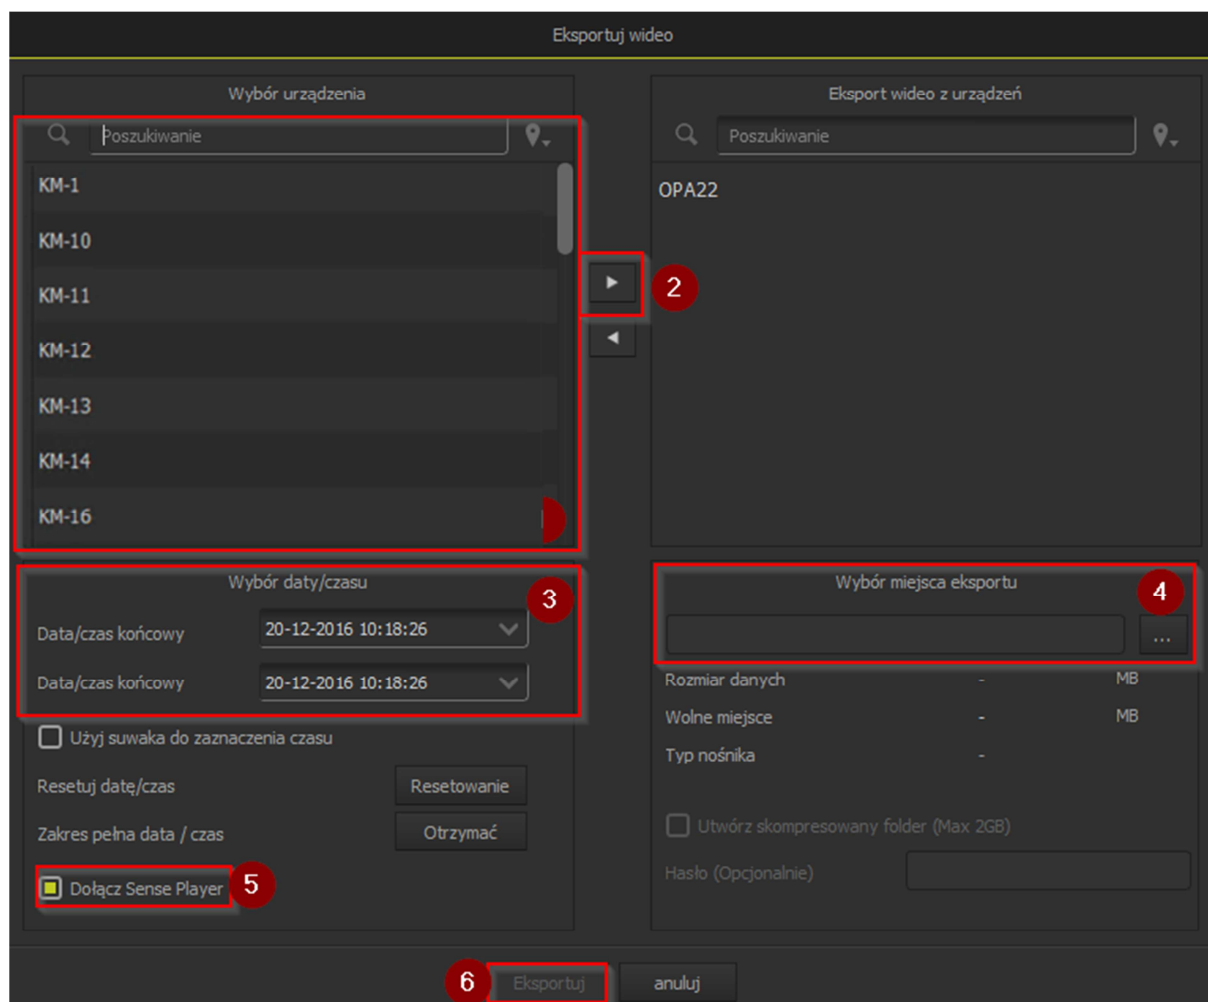 Eksportuj wideo
Wybór urządzenia
Poszukiwanie
KM-1
KM-10
KM-11
KM-12
KM-13
KM-14
KM-16
2
Eksport wideo z urządzeń
Poszukiwanie
OPA22
Wybór daty/czasu
3
Data/czas końcowy 20-12-2016 10:18:26
Data/czas końcowy 20-12-2016 10:18:26
Użyj suwaka do zaznaczenia czasu
Resetuj datę/czas Resetowanie
Zakres pełna data / czas Otrzymać
Dołącz Sense Player 5
Wybór miejsca eksportu 4
...
Rozmiar danych - MB
Wolne miejsce - MB
Typ nośnika -
Utwórz skompresowany folder (Max 2GB)
Hasło (Opcjonalnie)
6 Eksportuj anuluj